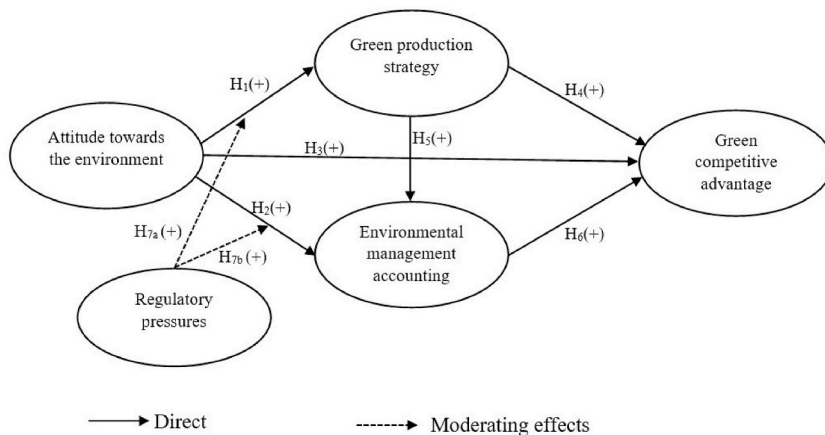 Green production
strategy
H1(+)
H4(+)
Attitude towards
the environment
H3(+)
H5(+)
Green
competitive
advantage
H2(+)
H7a(+)
H7b(+)
Environmental
management
accounting
H6(+)
Regulatory
pressures
Direct
Moderating effects